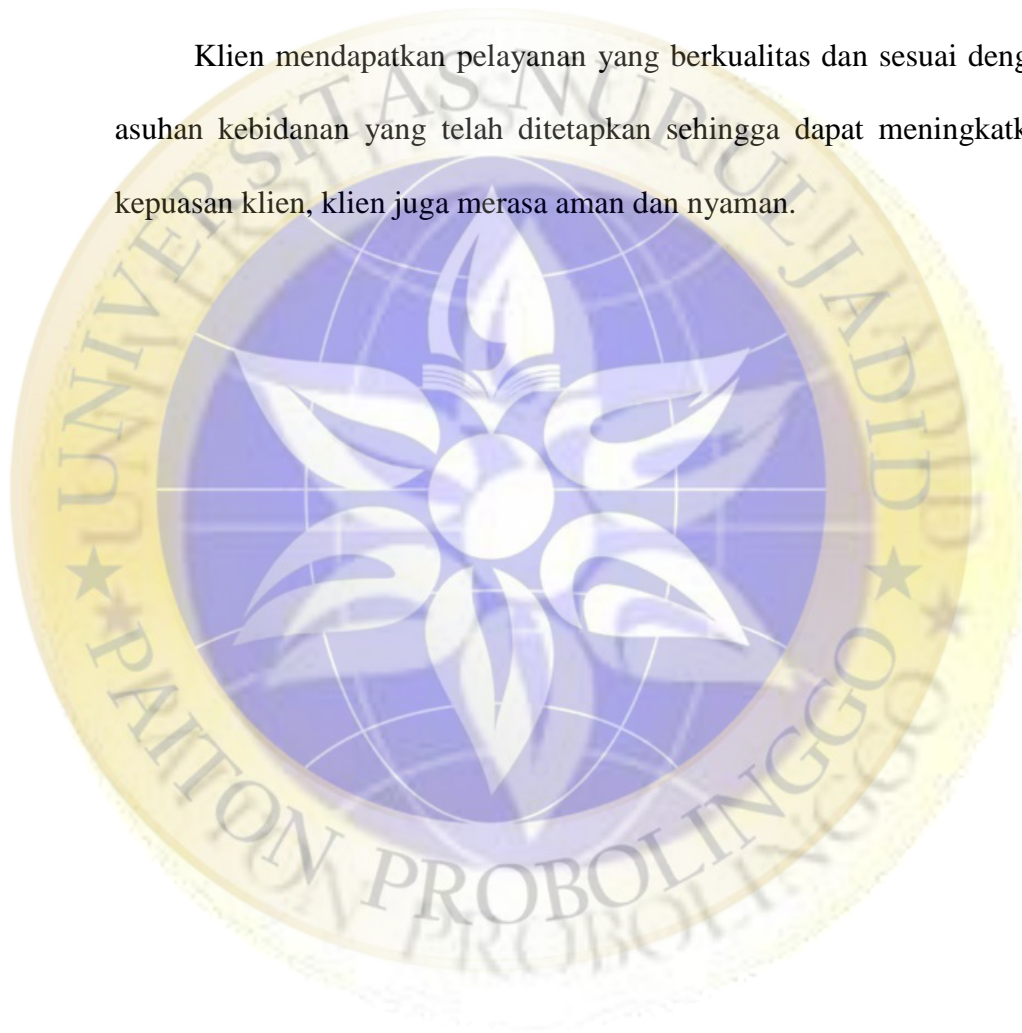 Klien mendapatkan pelayanan yang berkualitas dan sesuai deng
asuhan kebidanan yang telah ditetapkan sehingga dapat meningkatk
kepuasan klien, klien juga merasa aman dan nyaman.
UNIVERSITAS NURUL JADID
PAITON PROBOLINGGO